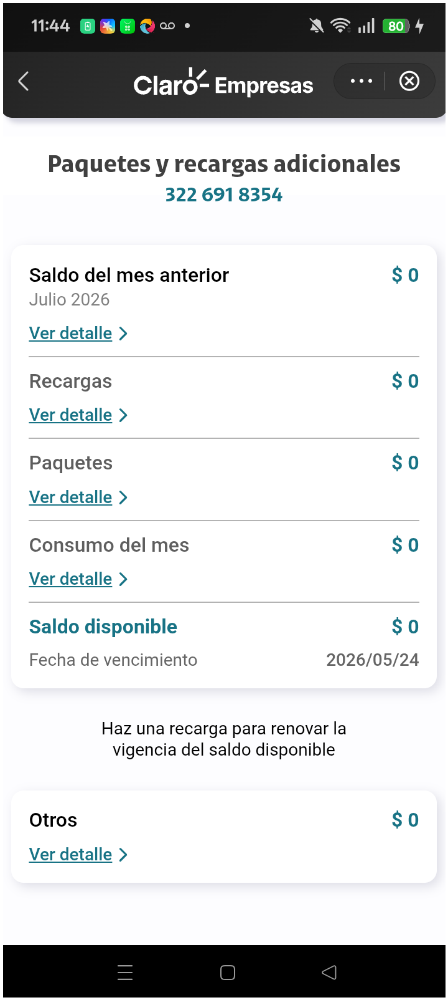 11:44
80
Claro Empresas
Paquetes y recargas adicionales
322 691 8354
Saldo del mes anterior $ 0
Julio 2026
Ver detalle
Recargas $ 0
Ver detalle
Paquetes $ 0
Ver detalle
Consumo del mes $ 0
Ver detalle
Saldo disponible $ 0
Fecha de vencimiento 2026/05/24
Haz una recarga para renovar la
vigencia del saldo disponible
Otros $ 0
Ver detalle